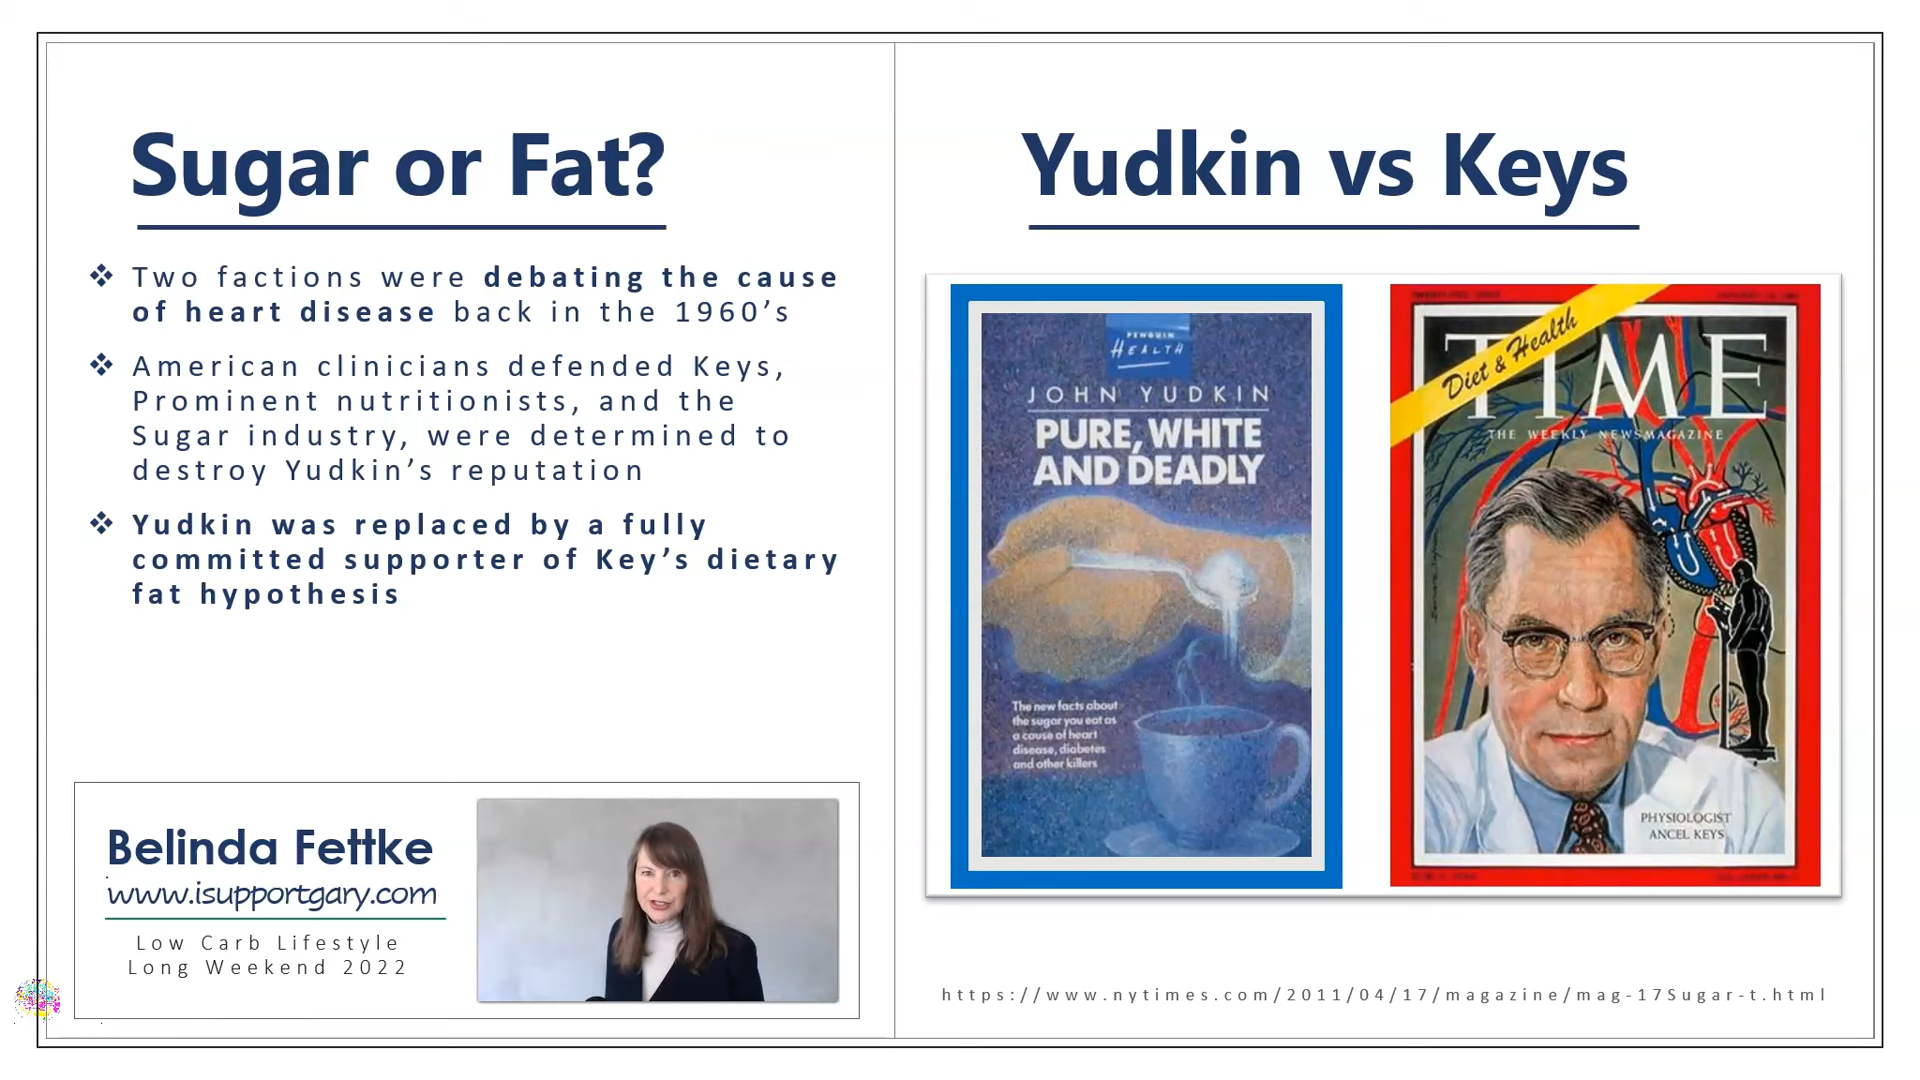 Sugar or Fat?
❖ Two factions were debating the cause
of heart disease back in the 1960’s
❖ American clinicians defended Keys,
Prominent nutritionists, and the
Sugar industry, were determined to
destroy Yudkin’s reputation
❖ Yudkin was replaced by a fully
committed supporter of Key’s dietary
fat hypothesis
Belinda Fettke
www.isupportgary.com
Low Carb Lifestyle
Long Weekend 2022
Yudkin vs Keys
PENGUIN
HEALTH
JOHN YUDKIN
PURE, WHITE
AND DEADLY
The new facts about
the sugar you eat as
a cause of heart
disease, diabetes
and other killers
Diet & Health
TIME
THE WEEKLY NEWSMAGAZINE
PHYSIOLOGIST
ANCEL KEYS
https://www.nytimes.com/2011/04/17/magazine/mag-17Sugar-t.html